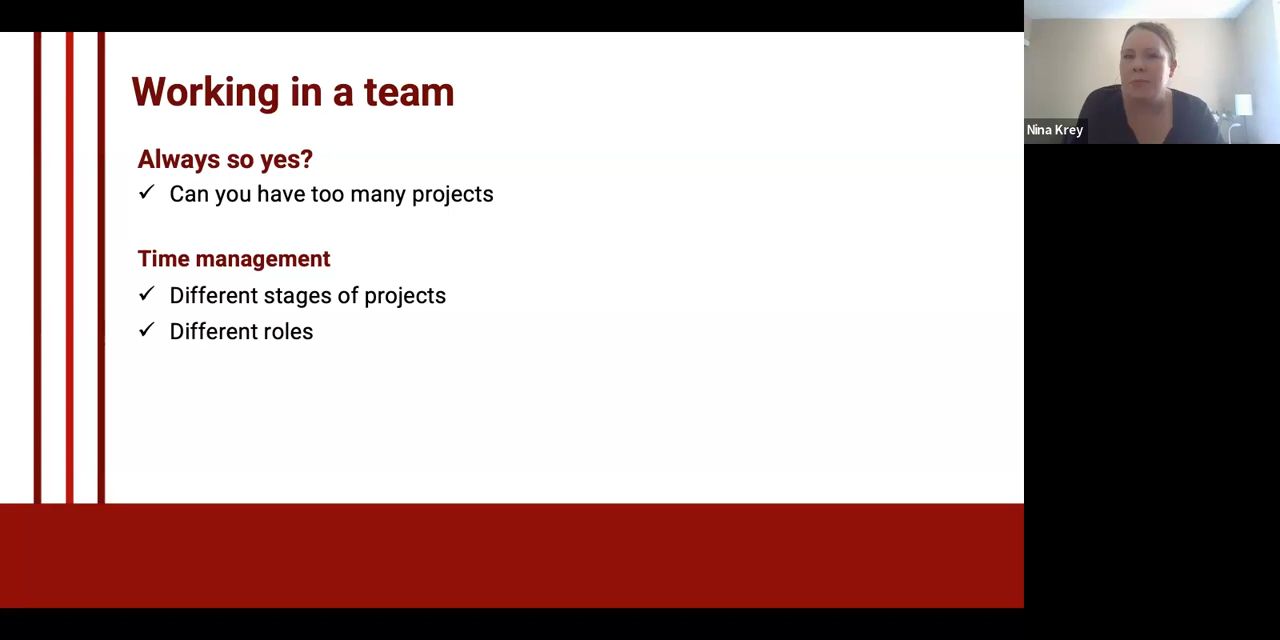 Working in a team
Always so yes?
✓ Can you have too many projects
Time management
✓ Different stages of projects
✓ Different roles
Nina Krey